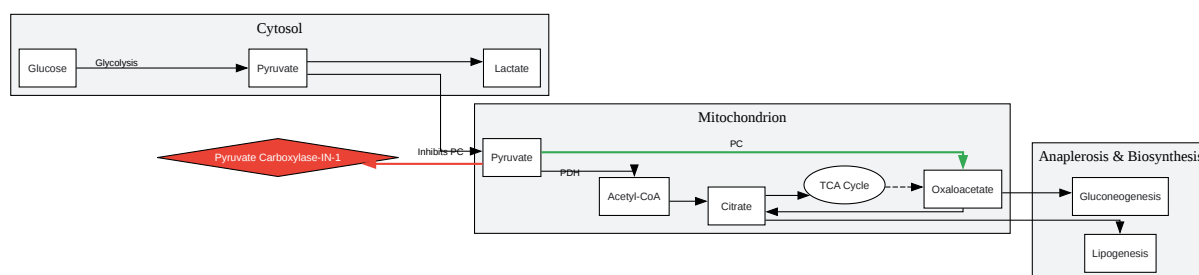 Cytosol
Glucose
Glycolysis
Pyruvate
Lactate
Mitochondrion
Pyruvate Carboxylase-IN-1
Inhibits PC
Pyruvate
PC
PDH
Acetyl-CoA
Citrate
TCA Cycle
Oxaloacetate
Anaplerosis & Biosynthesis
Gluconeogenesis
Lipogenesis